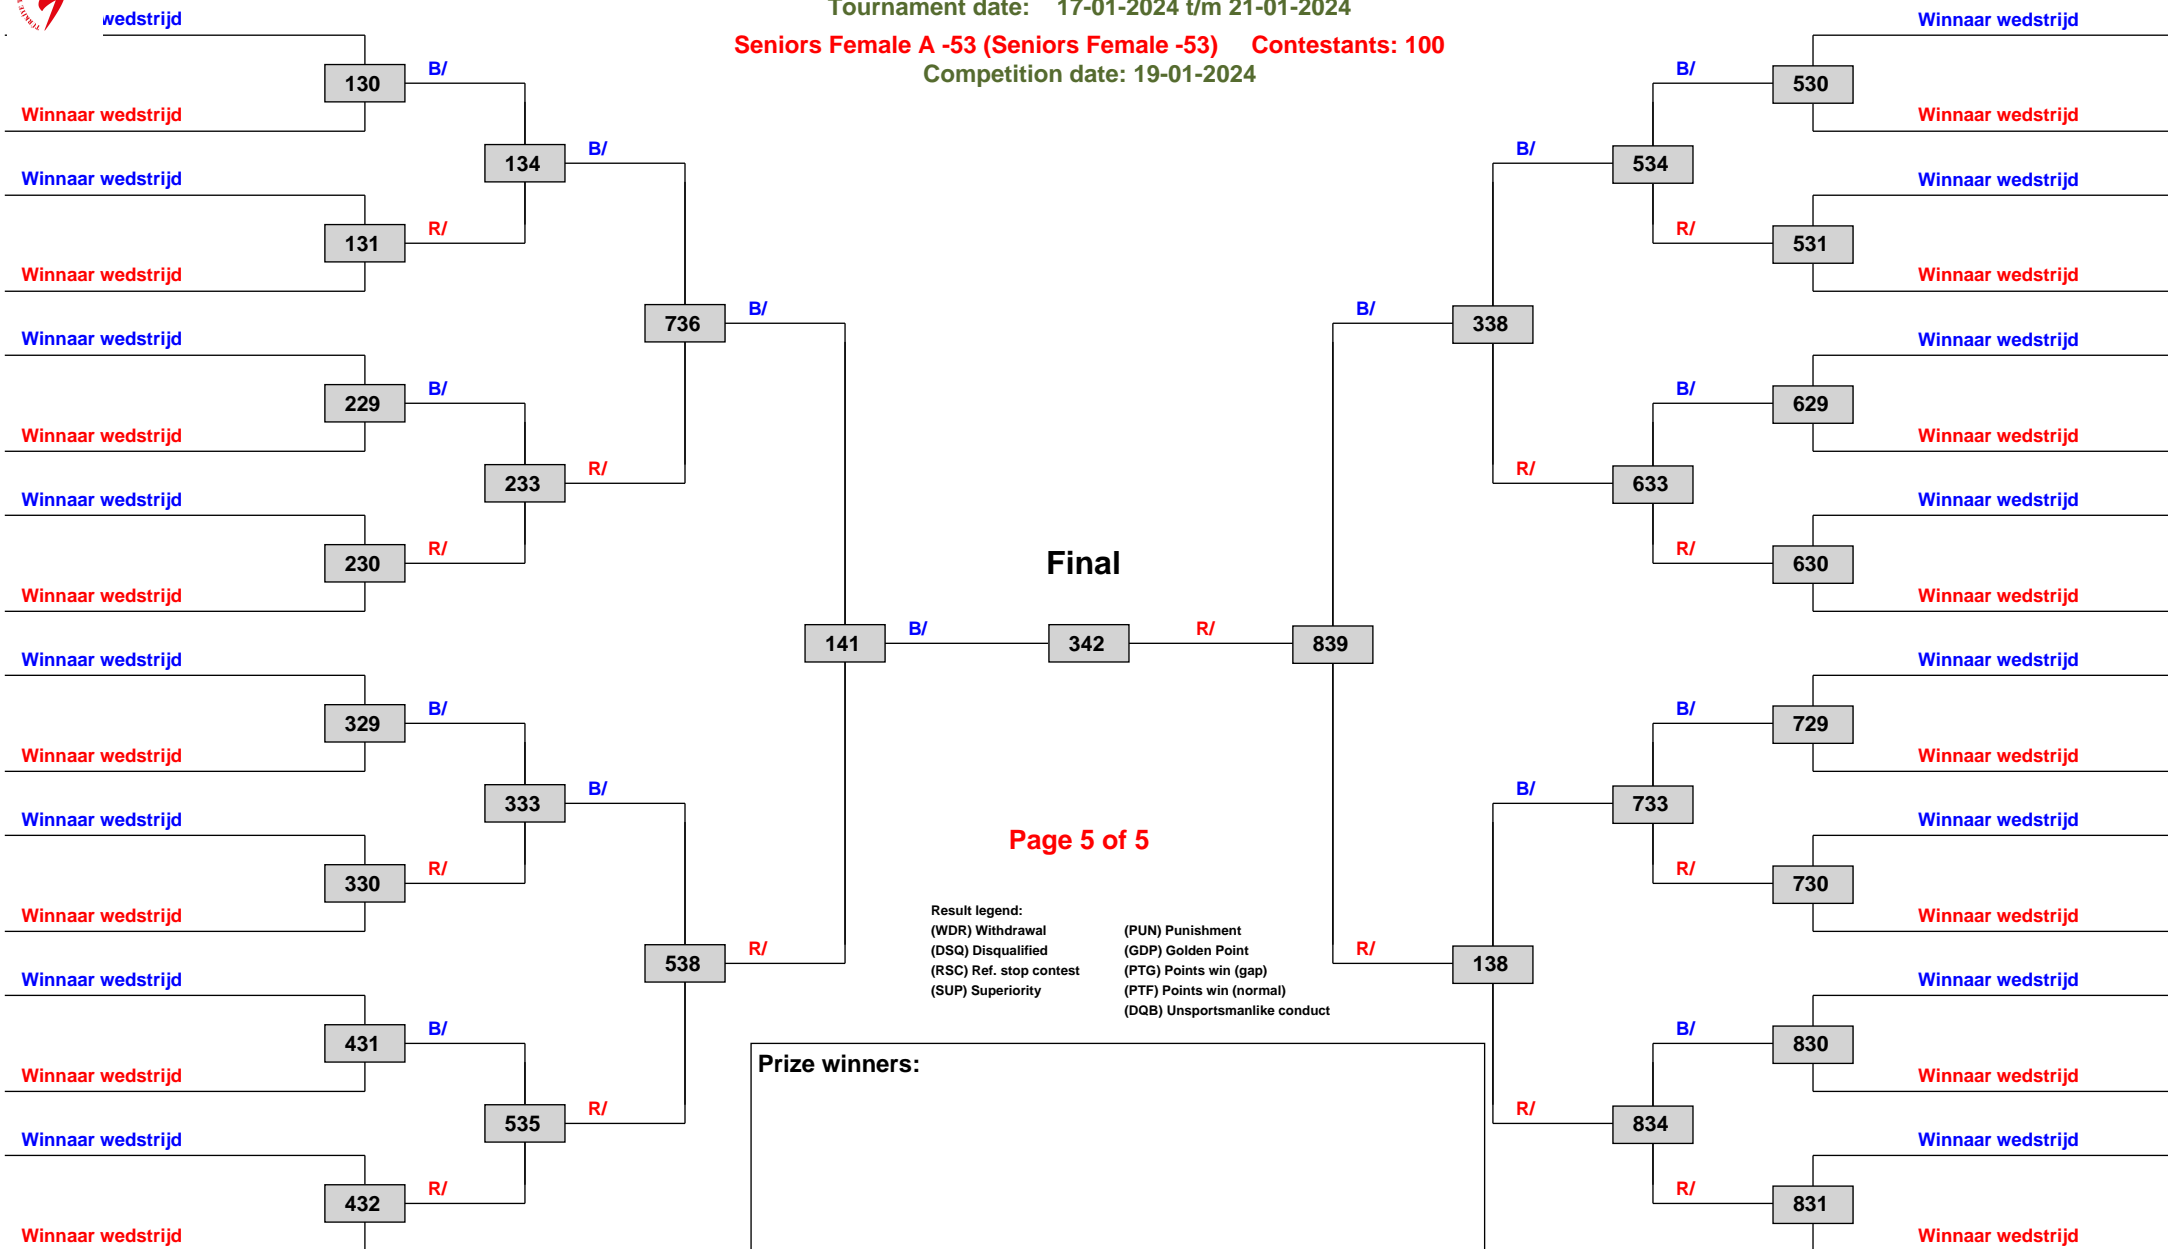 Tournament date: 17-01-2024 t/m 21-01-2024
Seniors Female A -53 (Seniors Female -53) Contestants: 100
Competition date: 19-01-2024
wedstrijd
130
B/
Winnaar wedstrijd
134
B/
Winnaar wedstrijd
131
R/
Winnaar wedstrijd
736
B/
Winnaar wedstrijd
229
B/
Winnaar wedstrijd
233
R/
Winnaar wedstrijd
230
R/
Winnaar wedstrijd
141
B/
Winnaar wedstrijd
329
B/
Winnaar wedstrijd
333
B/
Winnaar wedstrijd
330
R/
Winnaar wedstrijd
538
R/
Winnaar wedstrijd
431
B/
Winnaar wedstrijd
535
R/
Winnaar wedstrijd
432
R/
Winnaar wedstrijd
Final
342
R/
839
Winnaar wedstrijd
B/
530
Winnaar wedstrijd
B/
534
Winnaar wedstrijd
R/
531
Winnaar wedstrijd
B/
338
Winnaar wedstrijd
B/
629
Winnaar wedstrijd
R/
633
Winnaar wedstrijd
R/
630
Winnaar wedstrijd
Winnaar wedstrijd
B/
729
Winnaar wedstrijd
B/
733
Winnaar wedstrijd
R/
730
Winnaar wedstrijd
R/
138
Winnaar wedstrijd
B/
830
Winnaar wedstrijd
R/
834
Winnaar wedstrijd
R/
831
Winnaar wedstrijd
Page 5 of 5
Result legend:
(WDR) Withdrawal (PUN) Punishment
(DSQ) Disqualified (GDP) Golden Point
(RSC) Ref. stop contest (PTG) Points win (gap)
(SUP) Superiority (PTF) Points win (normal)
(DQB) Unsportsmanlike conduct
Prize winners: